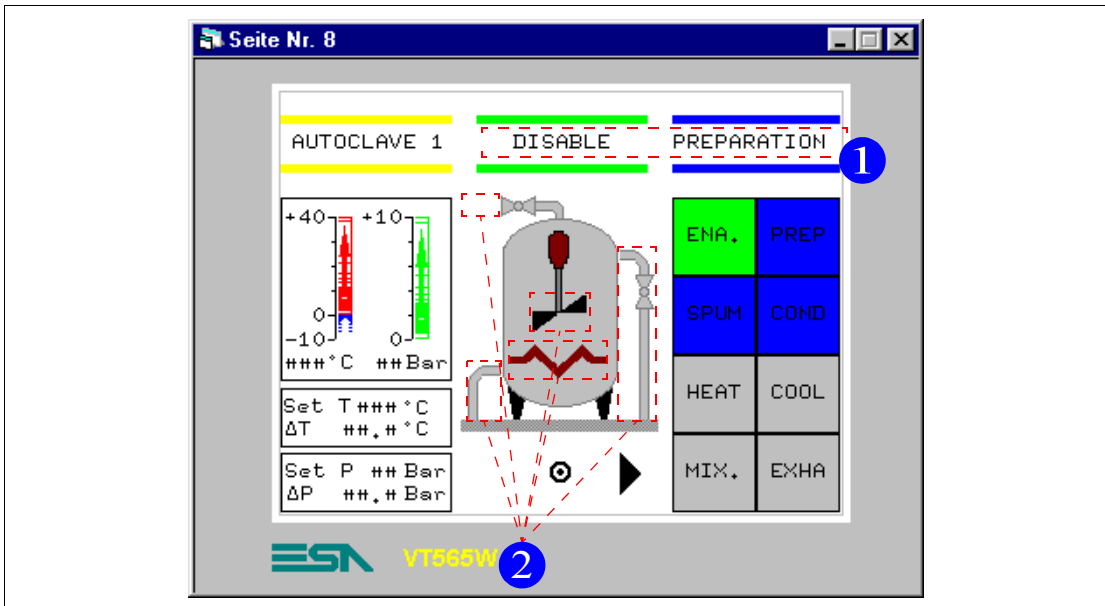 Seite Nr. 8
AUTOCLAVE 1
DISABLE
PREPARATION
1
+40
+10
0
-10
0
###°C
##Bar
ENA.
PREP
SPUM
COND
HEAT
COOL
MIX.
EXHA
Set T###°C
ΔT ##.#°C
Set P ##Bar
ΔP ##.#Bar
ESA
VT565W
2